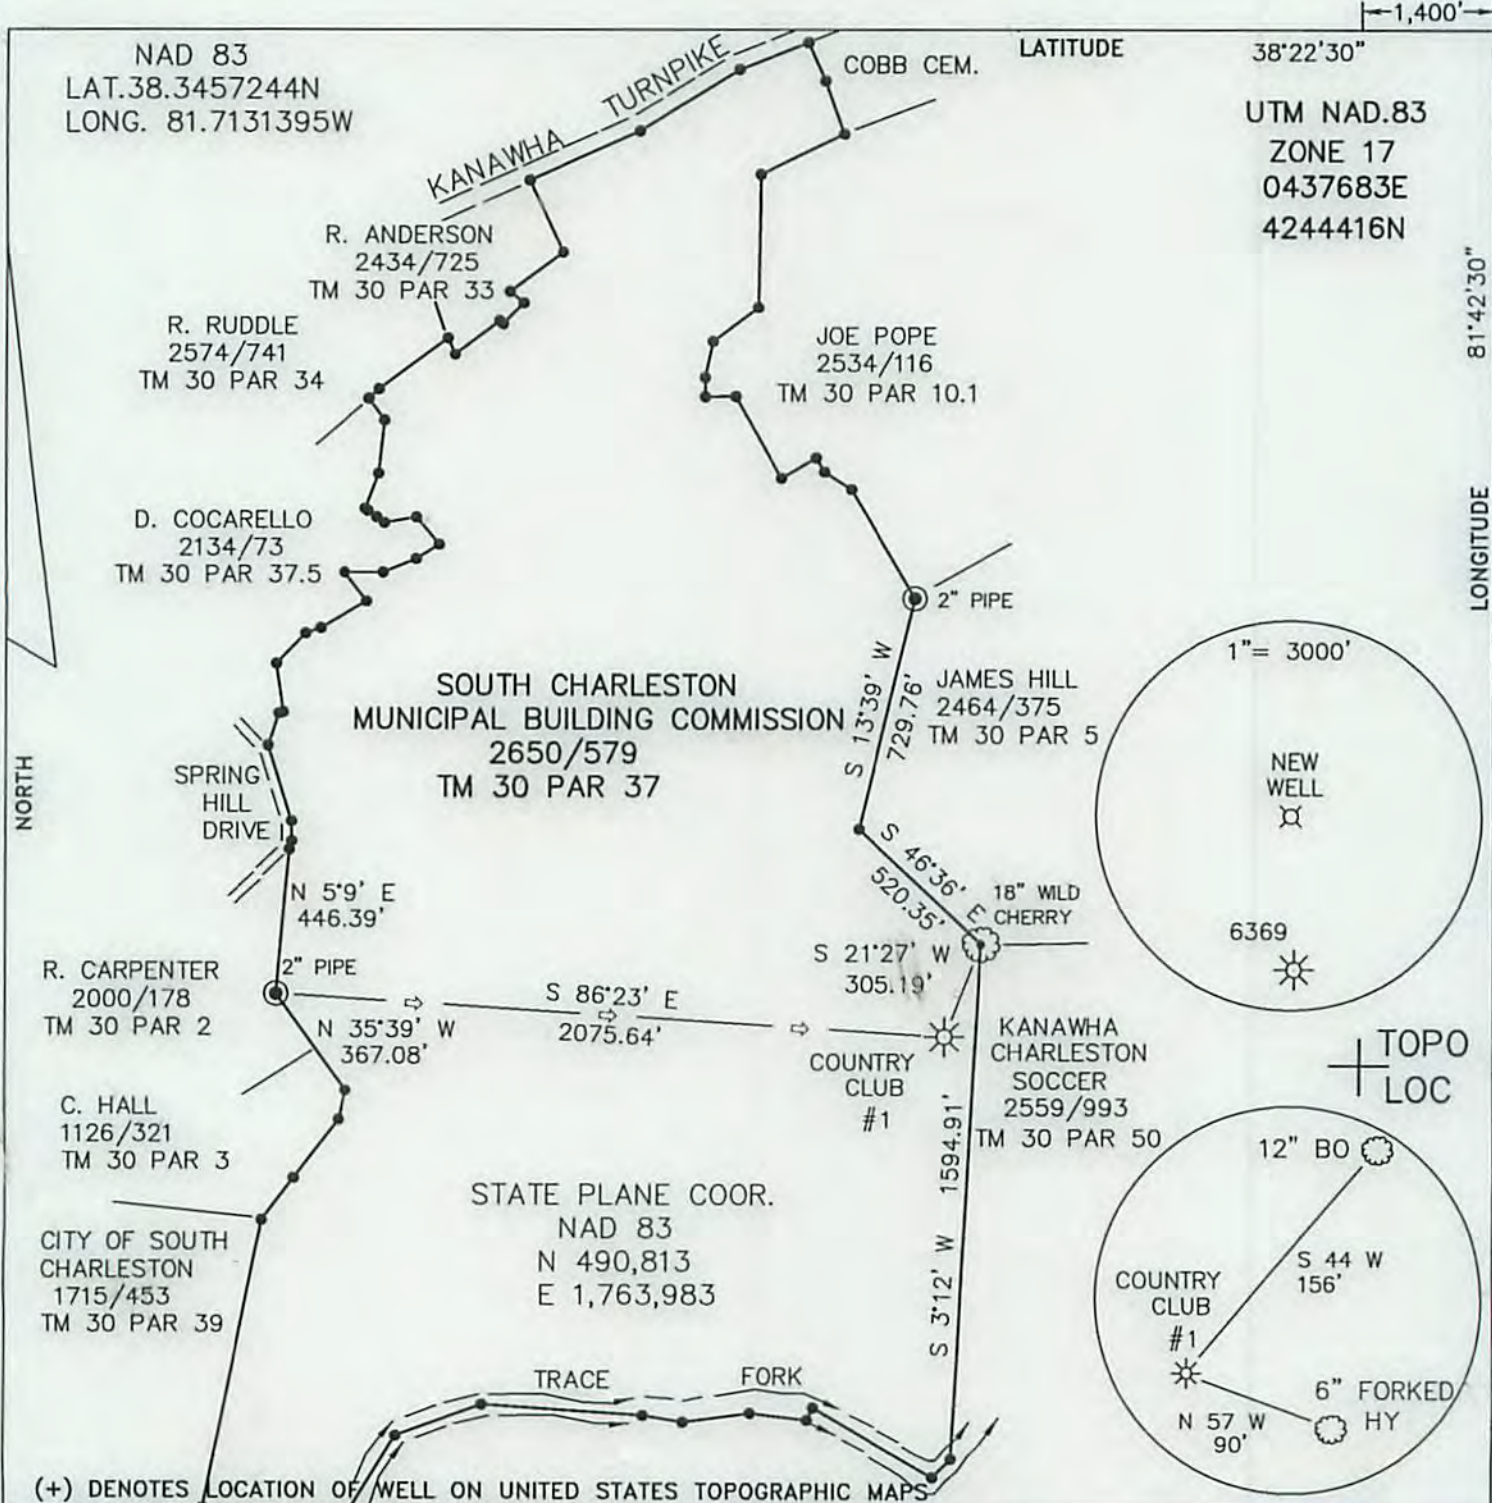 1,400'
NAD 83
LAT.38.3457244N
LONG. 81.7131395W
KANAWHA TURNPIKE
COBB CEM.
LATITUDE
38°22'30"
UTM NAD.83
ZONE 17
0437683E
4244416N
81°42'30"
LONGITUDE
R. ANDERSON
2434/725
TM 30 PAR 33
R. RUDDLE
2574/741
TM 30 PAR 34
JOE POPE
2534/116
TM 30 PAR 10.1
D. COCARELLO
2134/73
TM 30 PAR 37.5
2" PIPE
SOUTH CHARLESTON
MUNICIPAL BUILDING COMMISSION
2650/579
TM 30 PAR 37
S 13°39' W
729.76'
JAMES HILL
2464/375
TM 30 PAR 5
1"= 3000'
NEW
WELL
6369
NORTH
SPRING
HILL
DRIVE
N 5°9' E
446.39'
S 46°36' E
520.35'
18" WILD
CHERRY
S 21°27' W
305.19'
R. CARPENTER
2000/178
TM 30 PAR 2
2" PIPE
S 86°23' E
2075.64'
N 35°39' W
367.08'
COUNTRY
CLUB
#1
KANAWHA
CHARLESTON
SOCCER
2559/993
TM 30 PAR 50
TOPO
LOC
C. HALL
1126/321
TM 30 PAR 3
S 3°12' W 1594.91'
CITY OF SOUTH
CHARLESTON
1715/453
TM 30 PAR 39
STATE PLANE COOR.
NAD 83
N 490,813
E 1,763,983
12" BO
S 44 W
156'
COUNTRY
CLUB
#1
6" FORKED
HY
N 57 W
90'
TRACE FORK
(+) DENOTES LOCATION OF WELL ON UNITED STATES TOPOGRAPHIC MAPS